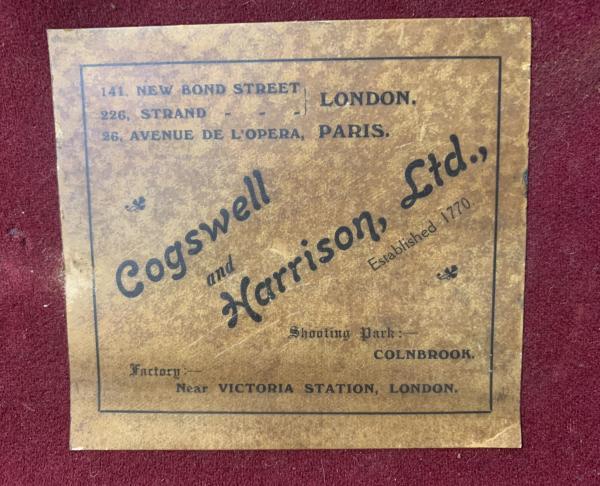 141, NEW BOND STREET
226, STRAND - - - LONDON.
26, AVENUE DE L'OPERA, PARIS.
Cogswell
and
Harrison, Ltd.,
Established 1770
Shooting Park:—
COLNBROOK.
Factory:—
Near VICTORIA STATION, LONDON.